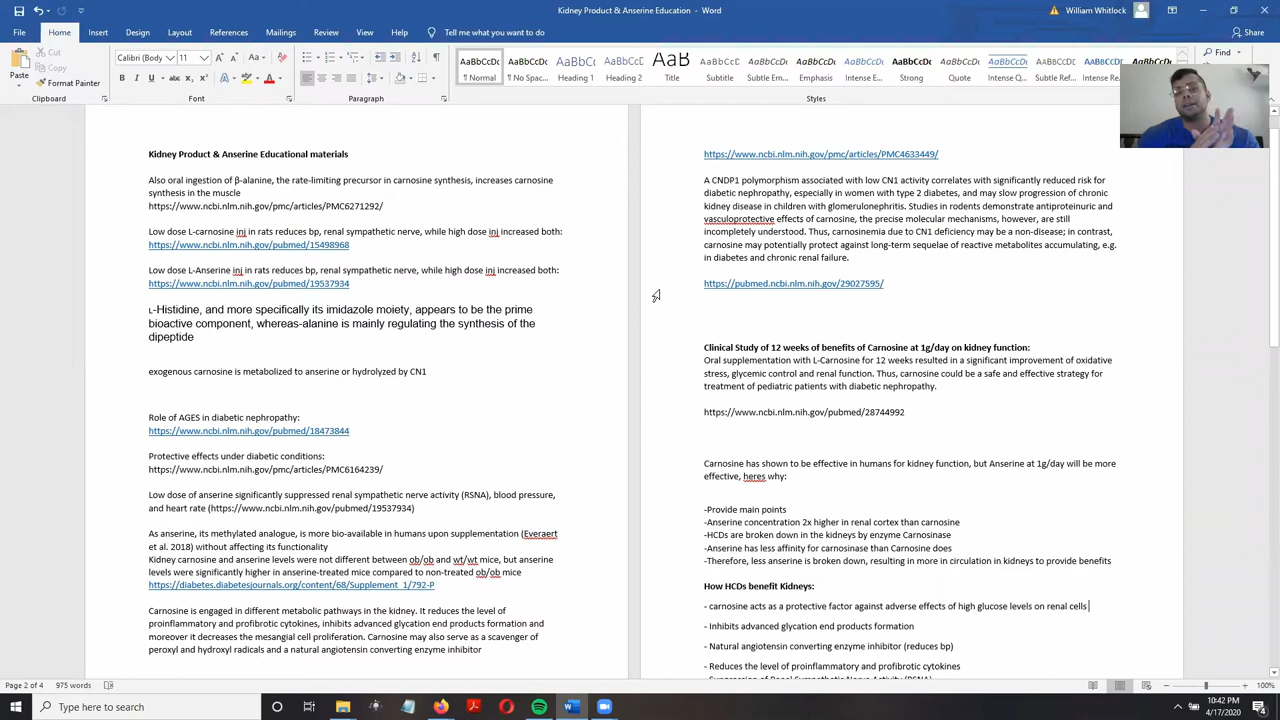 Kidney Product & Anserine Education - Word
Willowtech
File
Home
Insert
Design
Layout
References
Mailings
Review
View
Help
Tell me what you want to do
Share
Paste
Cut
Copy
Format Painter
Clipboard
Calibri (Body)
11
Font
Paragraph
AaBbCcDc
¶ Normal
AaBbCcDc
¶ No Spac...
AaBbCc
Heading 1
AaBbCcD
Heading 2
AaB
Title
AaBbCcD
Subtitle
AaBbCcDc
Subtle Em...
AaBbCcDc
Emphasis
AaBbCcDc
Intense E...
AaBbCcDc
Strong
AaBbCcDc
Quote
AaBbCcDc
Intense Q...
Subtle Ref...
Intense Re...
Styles
Find
Kidney Product & Anserine Educational materials
Also oral ingestion of β-alanine, the rate-limiting precursor in carnosine synthesis, increases carnosine
synthesis in the muscle
https://www.ncbi.nlm.nih.gov/pmc/articles/PMC6271292/
Low dose L-carnosine inj in rats reduces bp, renal sympathetic nerve, while high dose inj increased both:
https://www.ncbi.nlm.nih.gov/pubmed/15498968
Low dose L-Anserine inj in rats reduces bp, renal sympathetic nerve, while high dose inj increased both:
https://www.ncbi.nlm.nih.gov/pubmed/19537934
L-Histidine, and more specifically its imidazole moiety, appears to be the prime
bioactive component, whereas-alanine is mainly regulating the synthesis of the
dipeptide
exogenous carnosine is metabolized to anserine or hydrolyzed by CN1
Role of AGES in diabetic nephropathy:
https://www.ncbi.nlm.nih.gov/pubmed/18473844
Protective effects under diabetic conditions:
https://www.ncbi.nlm.nih.gov/pmc/articles/PMC6164239/
Low dose of anserine significantly suppressed renal sympathetic nerve activity (RSNA), blood pressure,
and heart rate (https://www.ncbi.nlm.nih.gov/pubmed/19537934)
As anserine, its methylated analogue, is more bio-available in humans upon supplementation (Everaert
et al. 2018) without affecting its functionality
Kidney carnosine and anserine levels were not different between ob/ob and wt/wt mice, but anserine
levels were significantly higher in anserine-treated mice compared to non-treated ob/ob mice
https://diabetes.diabetesjournals.org/content/68/Supplement_1/792-P
Carnosine is engaged in different metabolic pathways in the kidney. It reduces the level of
proinflammatory and profibrotic cytokines, inhibits advanced glycation end products formation and
moreover it decreases the mesangial cell proliferation. Carnosine may also serve as a scavenger of
peroxyl and hydroxyl radicals and a natural angiotensin converting enzyme inhibitor
https://www.ncbi.nlm.nih.gov/pmc/articles/PMC4633449/
A CNDP1 polymorphism associated with low CN1 activity correlates with significantly reduced risk for
diabetic nephropathy, especially in women with type 2 diabetes, and may slow progression of chronic
kidney disease in children with glomerulonephritis. Studies in rodents demonstrate antiproteinuric and
vasculoprotective effects of carnosine, the precise molecular mechanisms, however, are still
incompletely understood. Thus, carnosinemia due to CN1 deficiency may be a non-disease; in contrast,
carnosine may potentially protect against long-term sequelae of reactive metabolites accumulating, e.g.
in diabetes and chronic renal failure.
https://pubmed.ncbi.nlm.nih.gov/29027595/
Clinical Study of 12 weeks of benefits of Carnosine at 1g/day on kidney function:
Oral supplementation with L-Carnosine for 12 weeks resulted in a significant improvement of oxidative
stress, glycemic control and renal function. Thus, carnosine could be a safe and effective strategy for
treatment of pediatric patients with diabetic nephropathy.
https://www.ncbi.nlm.nih.gov/pubmed/28744992
Carnosine has shown to be effective in humans for kidney function, but Anserine at 1g/day will be more
effective, heres why:
-Provide main points
-Anserine concentration 2x higher in renal cortex than carnosine
-HCDs are broken down in the kidneys by enzyme Carnosinase
-Anserine has less affinity for carnosinase than Carnosine does
-Therefore, less anserine is broken down, resulting in more in circulation in kidneys to provide benefits
How HCDs benefit Kidneys:
- carnosine acts as a protective factor against adverse effects of high glucose levels on renal cells
- Inhibits advanced glycation end products formation
- Natural angiotensin converting enzyme inhibitor (reduces bp)
- Reduces the level of proinflammatory and profibrotic cytokines
- Suppression of Renal Sympathetic Nerve Activity (RSNA)
Page 2 of 4
975 words
100%
Type here to search
10:42 PM
4/17/2020